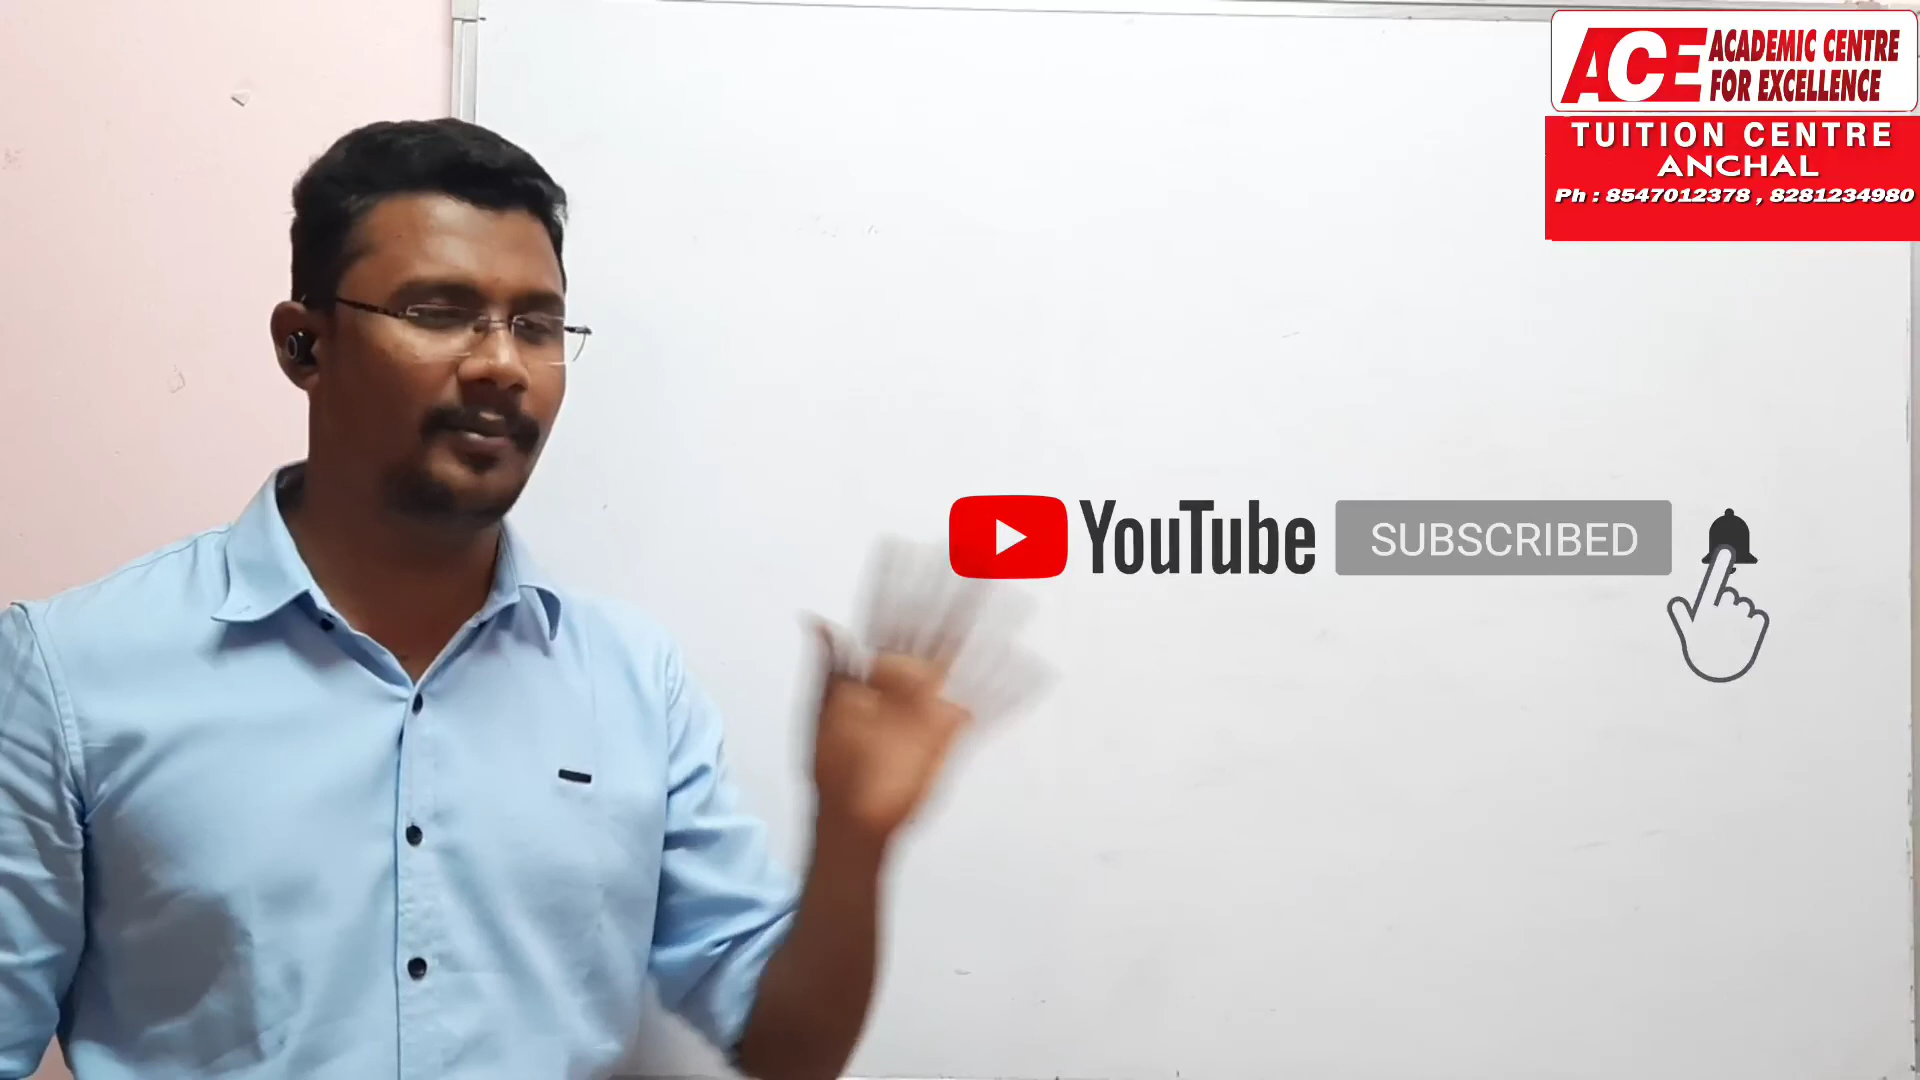 ACE ACADEMIC CENTRE
FOR EXCELLENCE
TUITION CENTRE
ANCHAL
Ph : 8547012378 , 8281234980
YouTube SUBSCRIBED